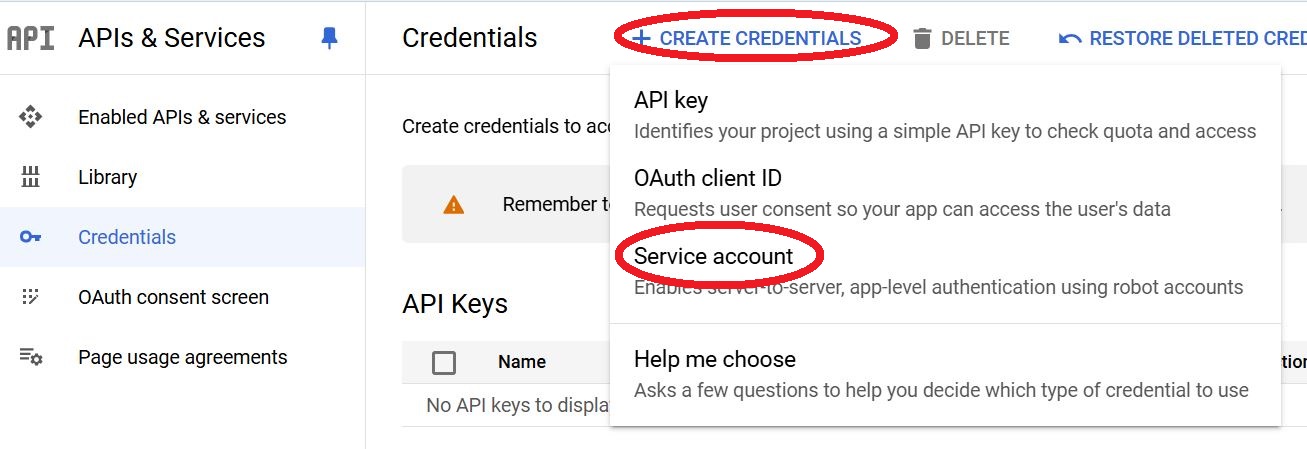 API APIs & Services
Credentials
CREATE CREDENTIALS
DELETE
RESTORE DELETED
Enabled APIs & services
Library
Credentials
OAuth consent screen
Page usage agreements
Create credentials to
Remember
API Keys
Name
No API keys to
API key
Identifies your project using a simple API key to check quota and access
OAuth client ID
Requests user consent so your app can access the user's data
Service account
Enables server-to-server, app-level authentication using robot accounts
Help me choose
Asks a few questions to help you decide which type of credential to use